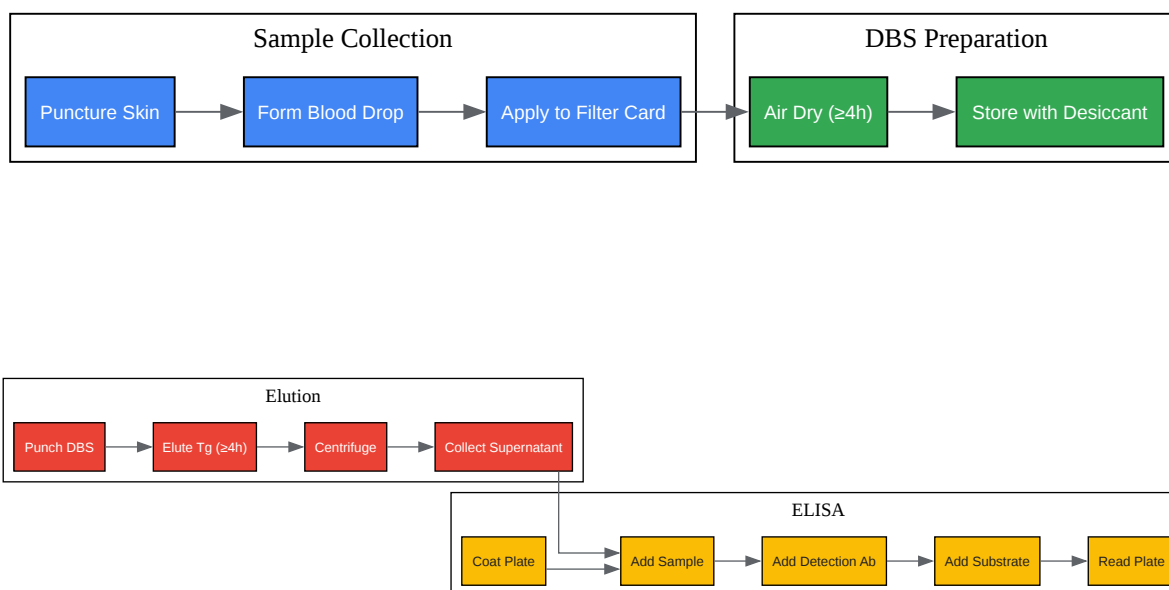 Sample Collection
Puncture Skin
Form Blood Drop
Apply to Filter Card
DBS Preparation
Air Dry (≥4h)
Store with Desiccant
Elution
Punch DBS
Elute Tg (≥4h)
Centrifuge
Collect Supernatant
ELISA
Coat Plate
Add Sample
Add Detection Ab
Add Substrate
Read Plate